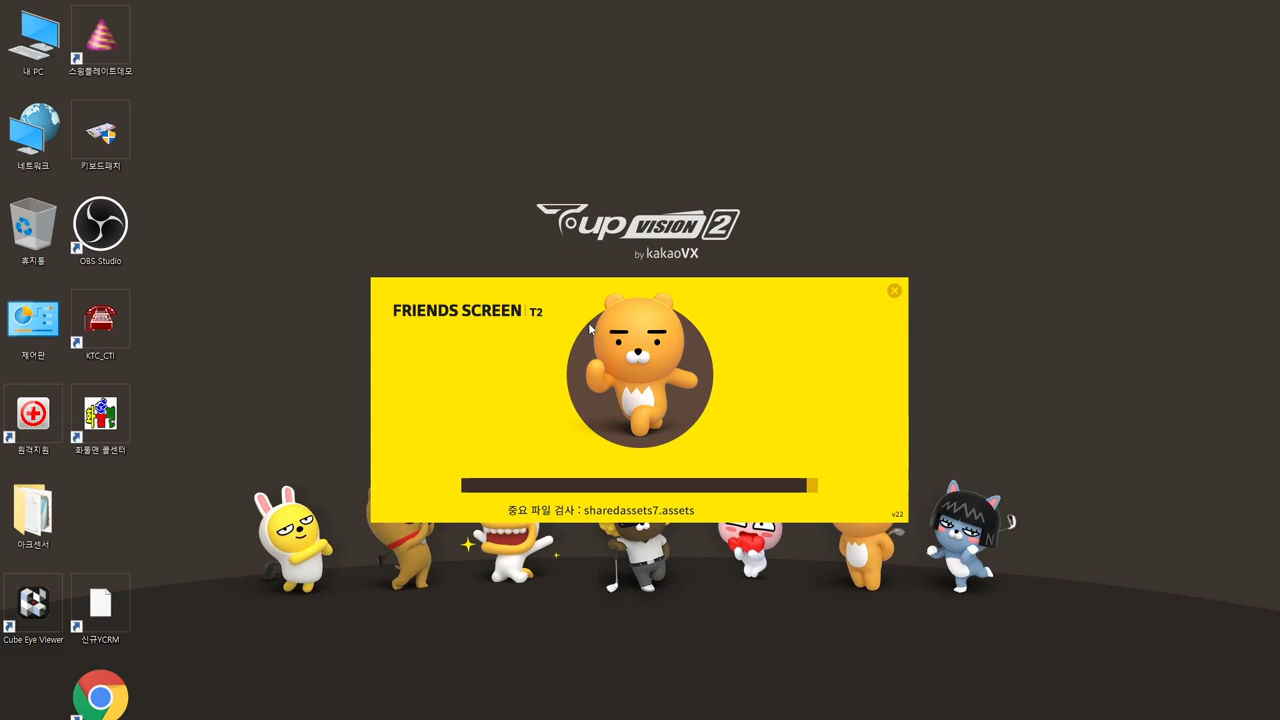 내 PC
스윙플레이트데모
네트워크
키보드패치
휴지통
OBS Studio
제어판
KTC_CTI
원격지원
화물맨 콜센터
아크센서
Cube Eye Viewer
신규YCRM
Tup VISION 2
by kakaoVX
FRIENDS SCREEN T2
중요 파일 검사 : sharedassets7.assets
v22